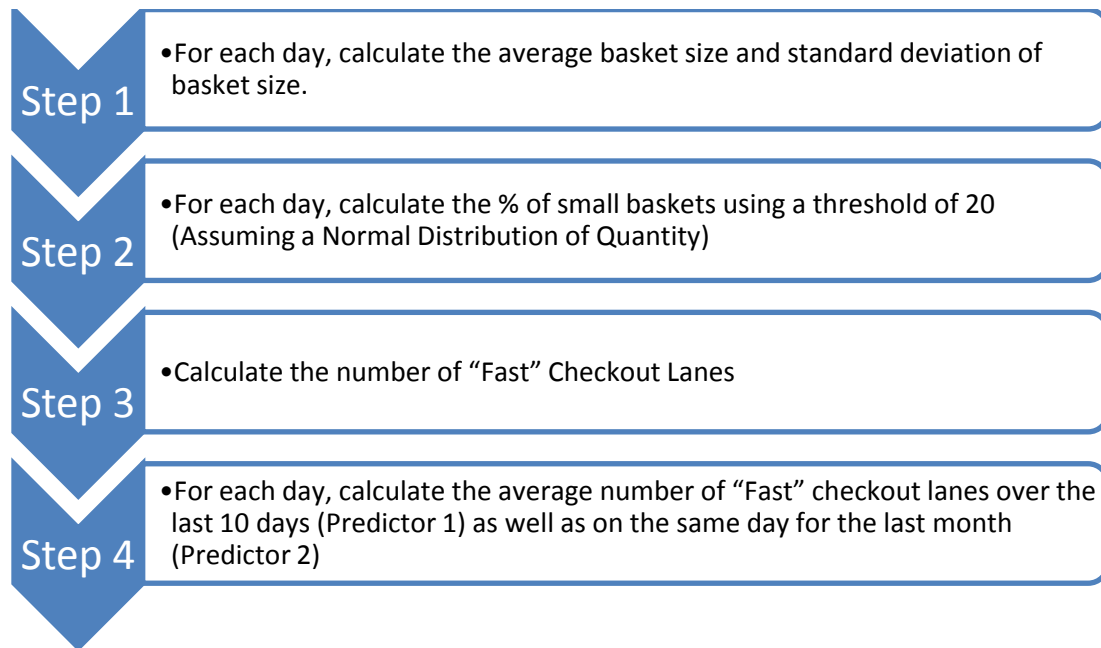 Step 1
•For each day, calculate the average basket size and standard deviation of
basket size.
Step 2
•For each day, calculate the % of small baskets using a threshold of 20
(Assuming a Normal Distribution of Quantity)
Step 3
•Calculate the number of “Fast” Checkout Lanes
Step 4
•For each day, calculate the average number of “Fast” checkout lanes over the
last 10 days (Predictor 1) as well as on the same day for the last month
(Predictor 2)